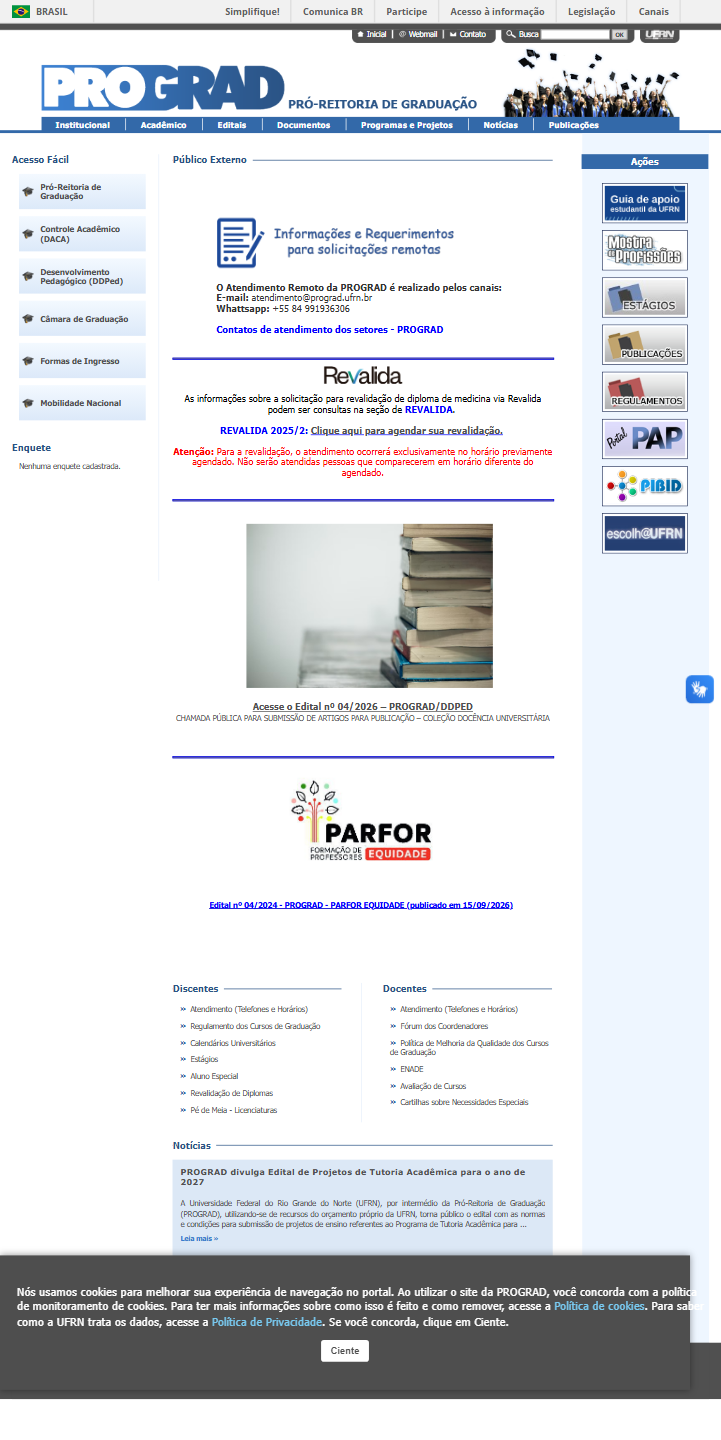 BRASIL
Simplifique!
Comunica BR
Participe
Acesso à informação
Legislação
Canais
Inicial | @ Webmail | Contato
Busca
OK
UFRN
PROGRAD PRÓ-REITORIA DE GRADUAÇÃO
Institucional
Acadêmico
Editais
Documentos
Programas e Projetos
Notícias
Publicações
Acesso Fácil
Pró-Reitoria de
Graduação
Controle Acadêmico
(DACA)
Desenvolvimento
Pedagógico (DDPed)
Câmara de Graduação
Formas de Ingresso
Mobilidade Nacional
Enquete
Nenhuma enquete cadastrada.
Público Externo
Informações e Requerimentos
para solicitações remotas
O Atendimento Remoto da PROGRAD é realizado pelos canais:
E-mail: atendimento@prograd.ufrn.br
Whattsapp: +55 84 991936306
Contatos de atendimento dos setores - PROGRAD
Revalida
As informações sobre a solicitação para revalidação de diploma de medicina via Revalida
podem ser consultas na seção de REVALIDA.
REVALIDA 2025/2: Clique aqui para agendar sua revalidação.
Atenção: Para a revalidação, o atendimento ocorrerá exclusivamente no horário previamente
agendado. Não serão atendidas pessoas que comparecerem em horário diferente do
agendado.
Acesse o Edital nº 04/2026 – PROGRAD/DDPED
CHAMADA PÚBLICA PARA SUBMISSÃO DE ARTIGOS PARA PUBLICAÇÃO – COLEÇÃO DOCÊNCIA UNIVERSITÁRIA
PARFOR
FORMAÇÃO DE
PROFESSORES
EQUIDADE
Edital nº 04/2024 - PROGRAD - PARFOR EQUIDADE (publicado em 15/09/2026)
Discentes
» Atendimento (Telefones e Horários)
» Regulamento dos Cursos de Graduação
» Calendários Universitários
» Estágios
» Aluno Especial
» Revalidação de Diplomas
» Pé de Meia - Licenciaturas
Docentes
» Atendimento (Telefones e Horários)
» Fórum dos Coordenadores
» Política de Melhoria da Qualidade dos Cursos
de Graduação
» ENADE
» Avaliação de Cursos
» Cartilhas sobre Necessidades Especiais
Notícias
PROGRAD divulga Edital de Projetos de Tutoria Acadêmica para o ano de
2027
A Universidade Federal do Rio Grande do Norte (UFRN), por intermédio da Pró-Reitoria de Graduação
(PROGRAD), utilizando-se de recursos do orçamento próprio da UFRN, torna público o edital com as normas
e condições para submissão de projetos de ensino referentes ao Programa de Tutoria Acadêmica para ...
Leia mais »
Ações
Guia de apoio
estudantil da UFRN
Mostra
de Profissões
ESTÁGIOS
PUBLICAÇÕES
REGULAMENTOS
Portal PAP
PIBID
escolh@UFRN
Nós usamos cookies para melhorar sua experiência de navegação no portal. Ao utilizar o site da PROGRAD, você concorda com a política
de monitoramento de cookies. Para ter mais informações sobre como isso é feito e como remover, acesse a Política de cookies. Para saber
como a UFRN trata os dados, acesse a Política de Privacidade. Se você concorda, clique em Ciente.
Ciente